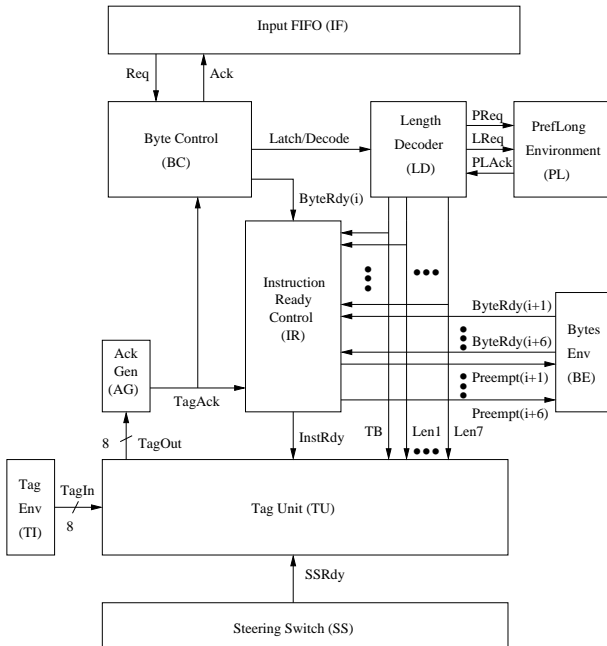 Input FIFO (IF)
Req
Ack
Byte Control
(BC)
Latch/Decode
Length
Decoder
(LD)
PReq
LReq
PLAck
PrefLong
Environment
(PL)
ByteRdy(i)
Instruction
Ready
Control
(IR)
ByteRdy(i+1)
ByteRdy(i+6)
Preempt(i+1)
Preempt(i+6)
Bytes
Env
(BE)
Ack
Gen
(AG)
TagAck
8
TagOut
InstRdy
TB
Len1
Len7
Tag
Env
(TI)
TagIn
8
Tag Unit (TU)
SSRdy
Steering Switch (SS)